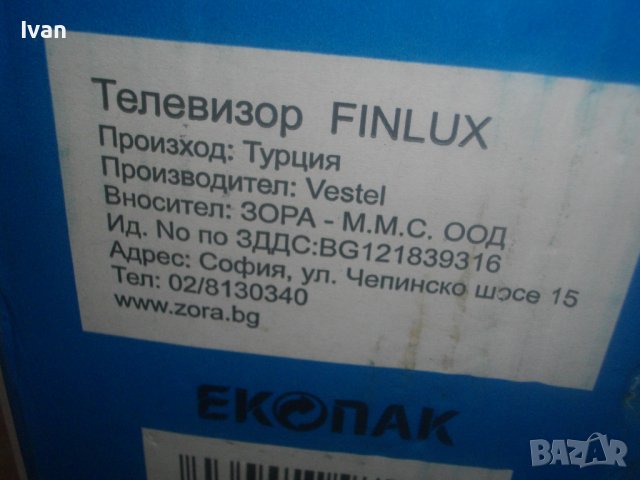 Ivan
Телевизор FINLUX
Произход: Турция
Производител: Vestel
Вносител: ЗОРА - М.М.С. ООД
Ид. No по ЗДДС:BG121839316
Адрес: София, ул. Чепинско шосе 15
Тел: 02/8130340
www.zora.bg
ЕКОПАК
BAZAR